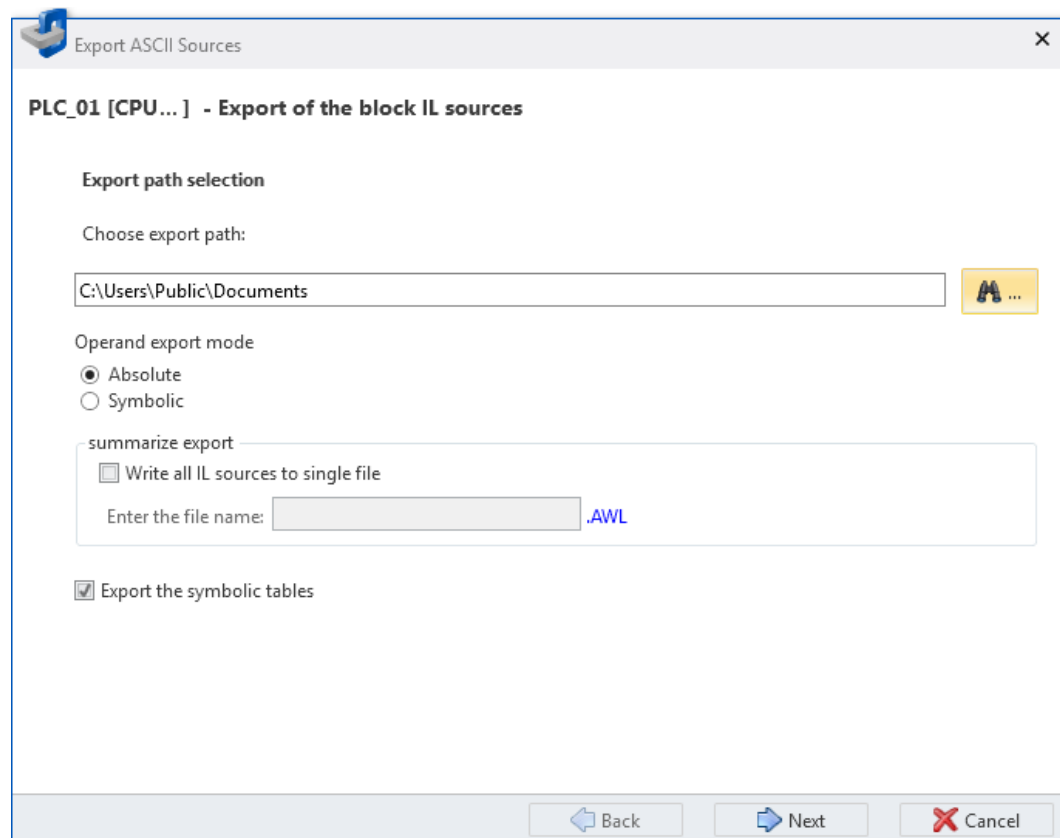 Export ASCII Sources
PLC_01 [CPU... ] - Export of the block IL sources
Export path selection
Choose export path:
C:\Users\Public\Documents
...
Operand export mode
Absolute
Symbolic
summarize export
Write all IL sources to single file
Enter the file name: .AWL
Export the symbolic tables
Back Next Cancel